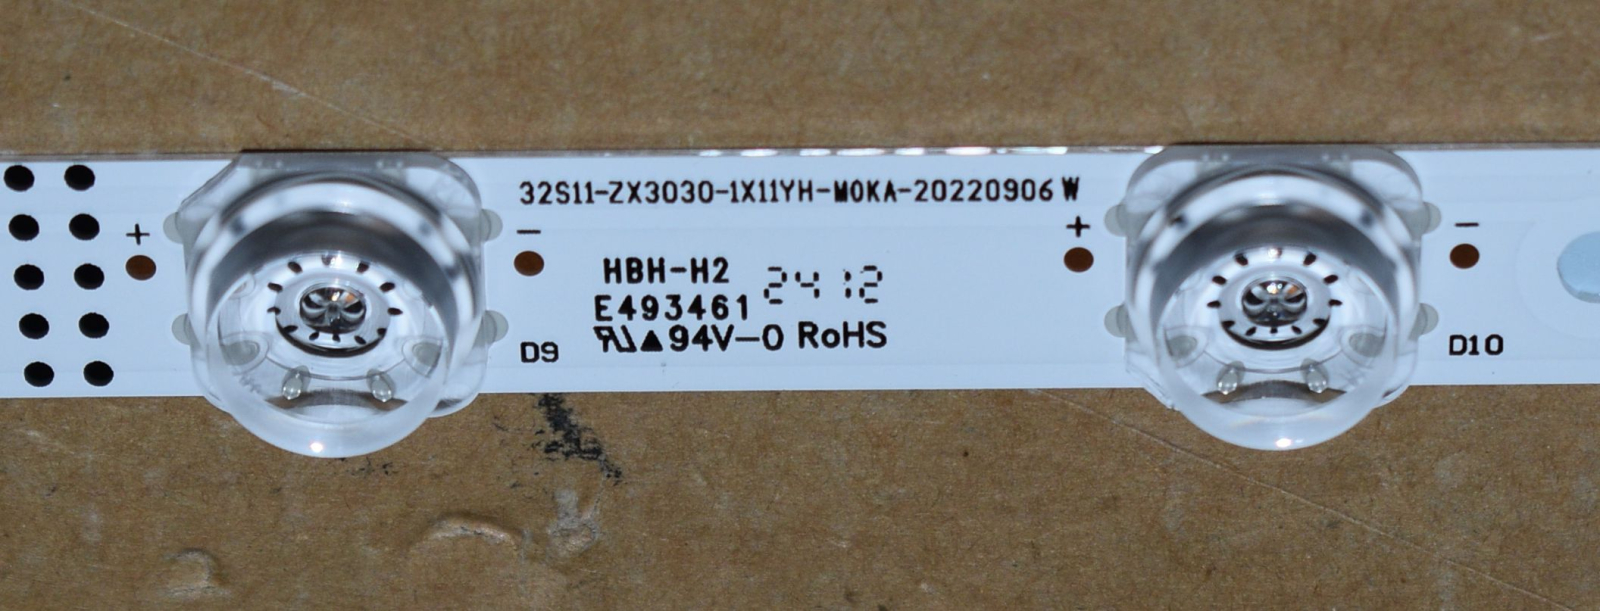 32S11-ZX3030-1X11YH-M0KA-20220906 W
+ - + -
HBH-H2 2412
E493461
D9 ▲94V-0 RoHS D10